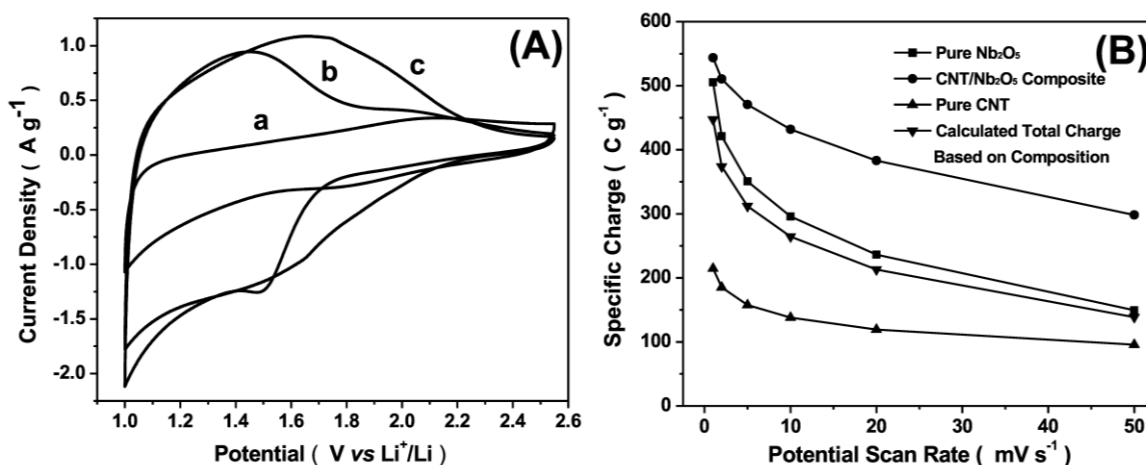 (A)
a
b
c
1.0
0.5
0.0
-0.5
-1.0
-1.5
-2.0
Current Density ( A g⁻¹)
1.0 1.2 1.4 1.6 1.8 2.0 2.2 2.4 2.6
Potential ( V vs Li⁺/Li)
(B)
Pure Nb₂O₅
CNT/Nb₂O₅ Composite
Pure CNT
Calculated Total Charge
Based on Composition
600
500
400
300
200
100
0
Specific Charge ( C g⁻¹)
0 10 20 30 40 50
Potential Scan Rate ( mV s⁻¹)